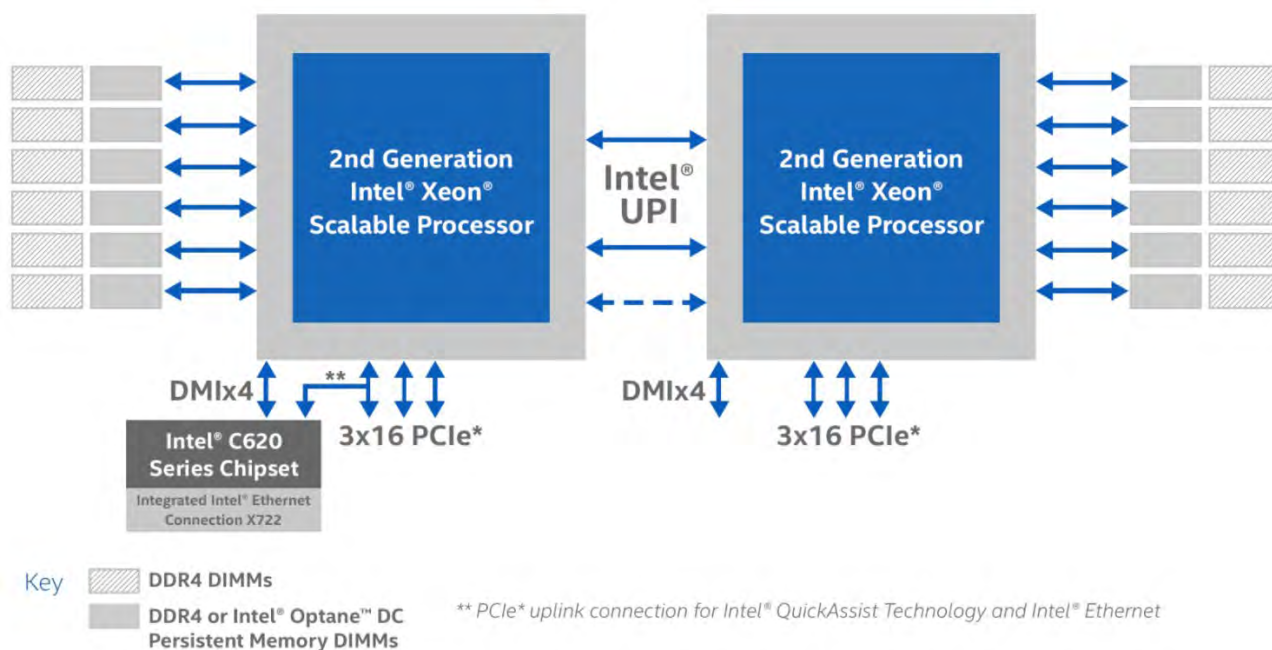 2nd Generation
Intel® Xeon®
Scalable Processor
Intel®
UPI
2nd Generation
Intel® Xeon®
Scalable Processor
DMIx4
**
3x16 PCIe*
DMIx4
3x16 PCIe*
Intel® C620
Series Chipset
Integrated Intel® Ethernet
Connection X722
Key
DDR4 DIMMs
DDR4 or Intel® Optane™ DC
Persistent Memory DIMMs
** PCIe* uplink connection for Intel® QuickAssist Technology and Intel® Ethernet